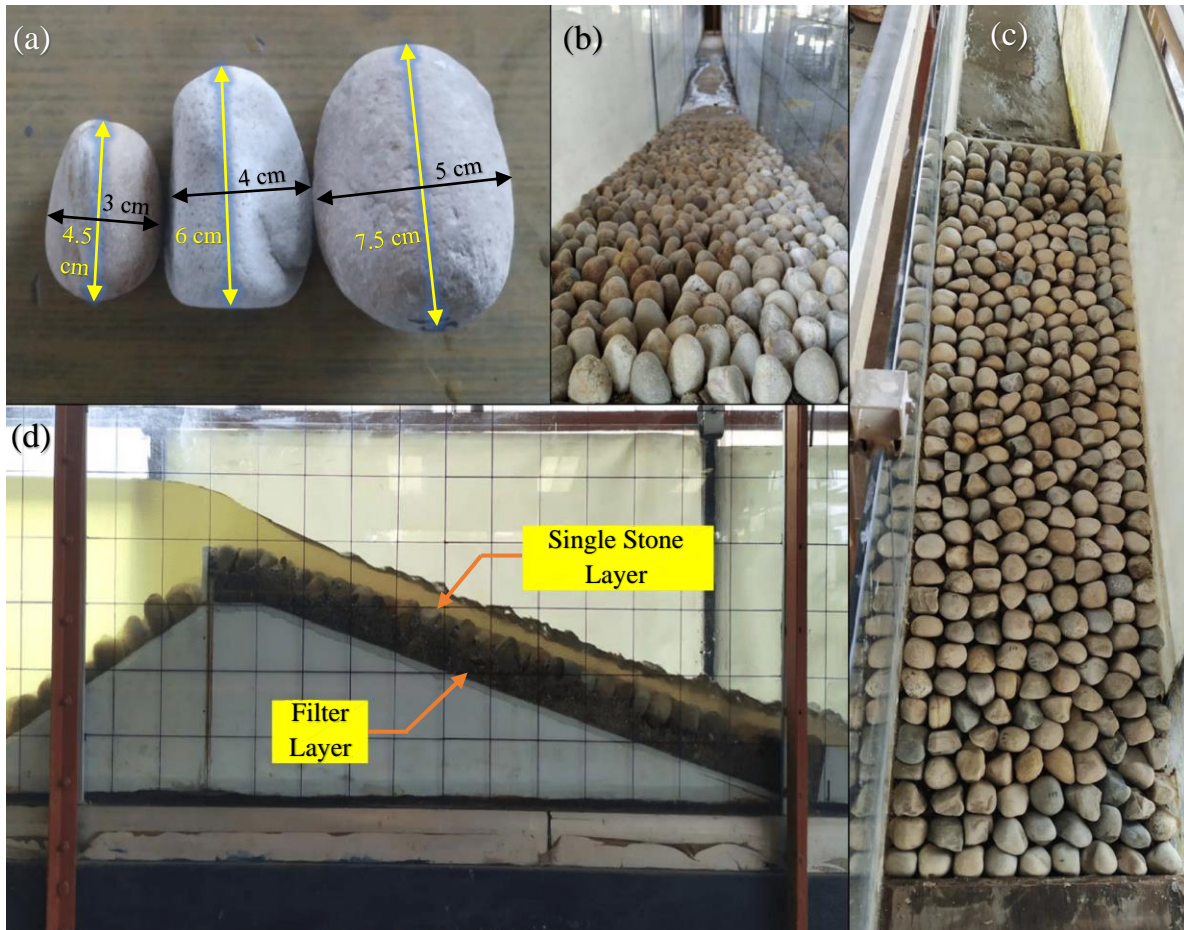 (a)
3 cm
4.5
cm
4 cm
6 cm
5 cm
7.5 cm
(b)
(c)
(d)
Single Stone
Layer
Filter
Layer